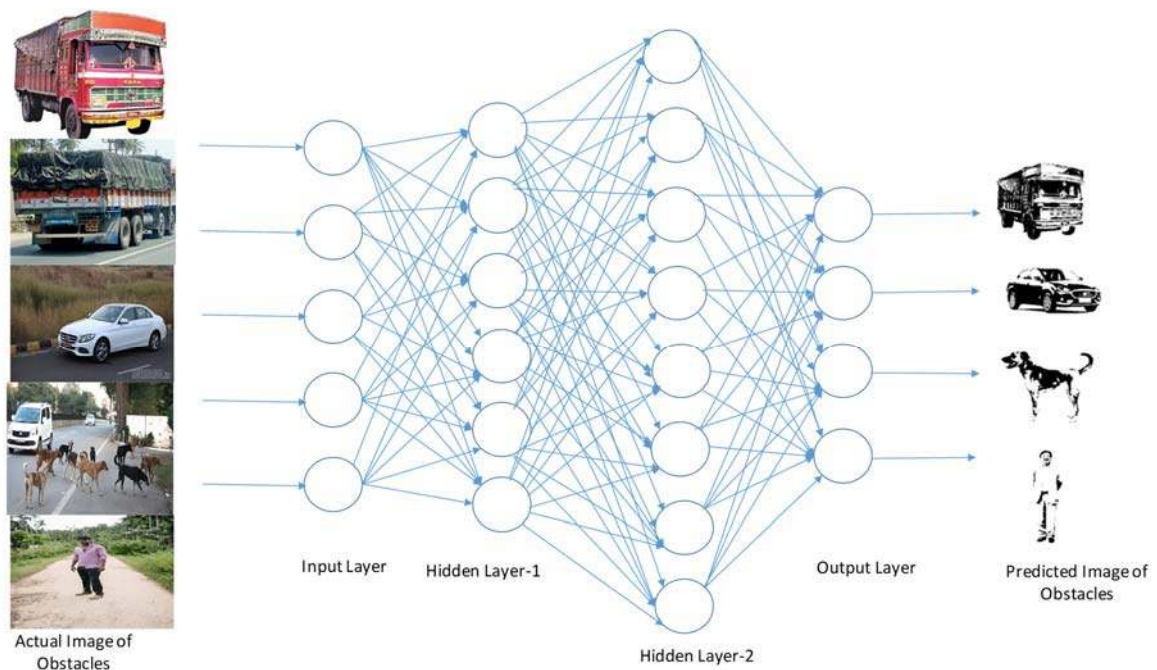 Input Layer
Hidden Layer-1
Hidden Layer-2
Output Layer
Actual Image of
Obstacles
Predicted Image of
Obstacles